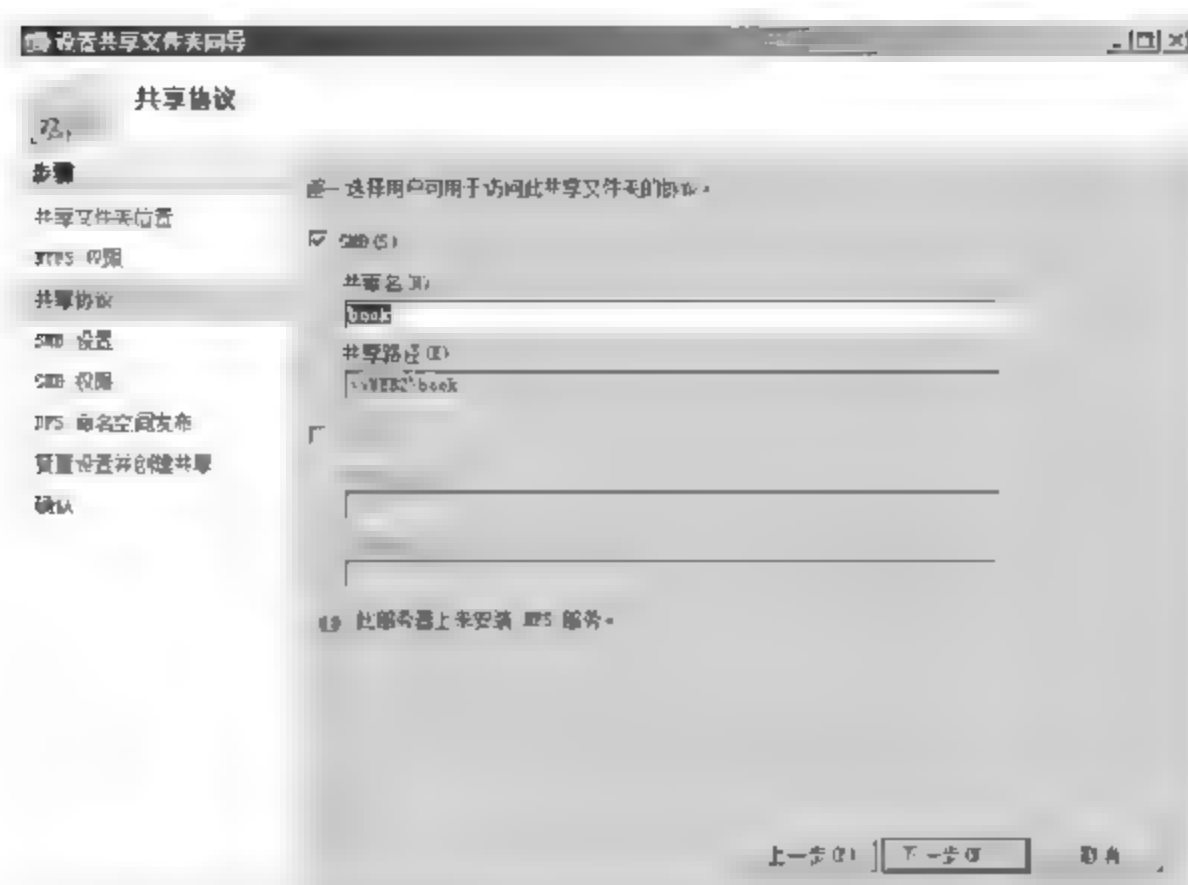 设置共享文件夹向导
共享协议
步骤
共享文件夹位置
NTFS 权限
共享协议
SMB 设置
SMB 权限
DFS 命名空间发布
复查设置并创建共享
确认
选择用户可用于访问此共享文件夹的协议。
SMB(S)
共享名
book
共享路径
\\WEB2\book
此服务器上未安装 NFS 服务。
上一步(P)
下一步
取消